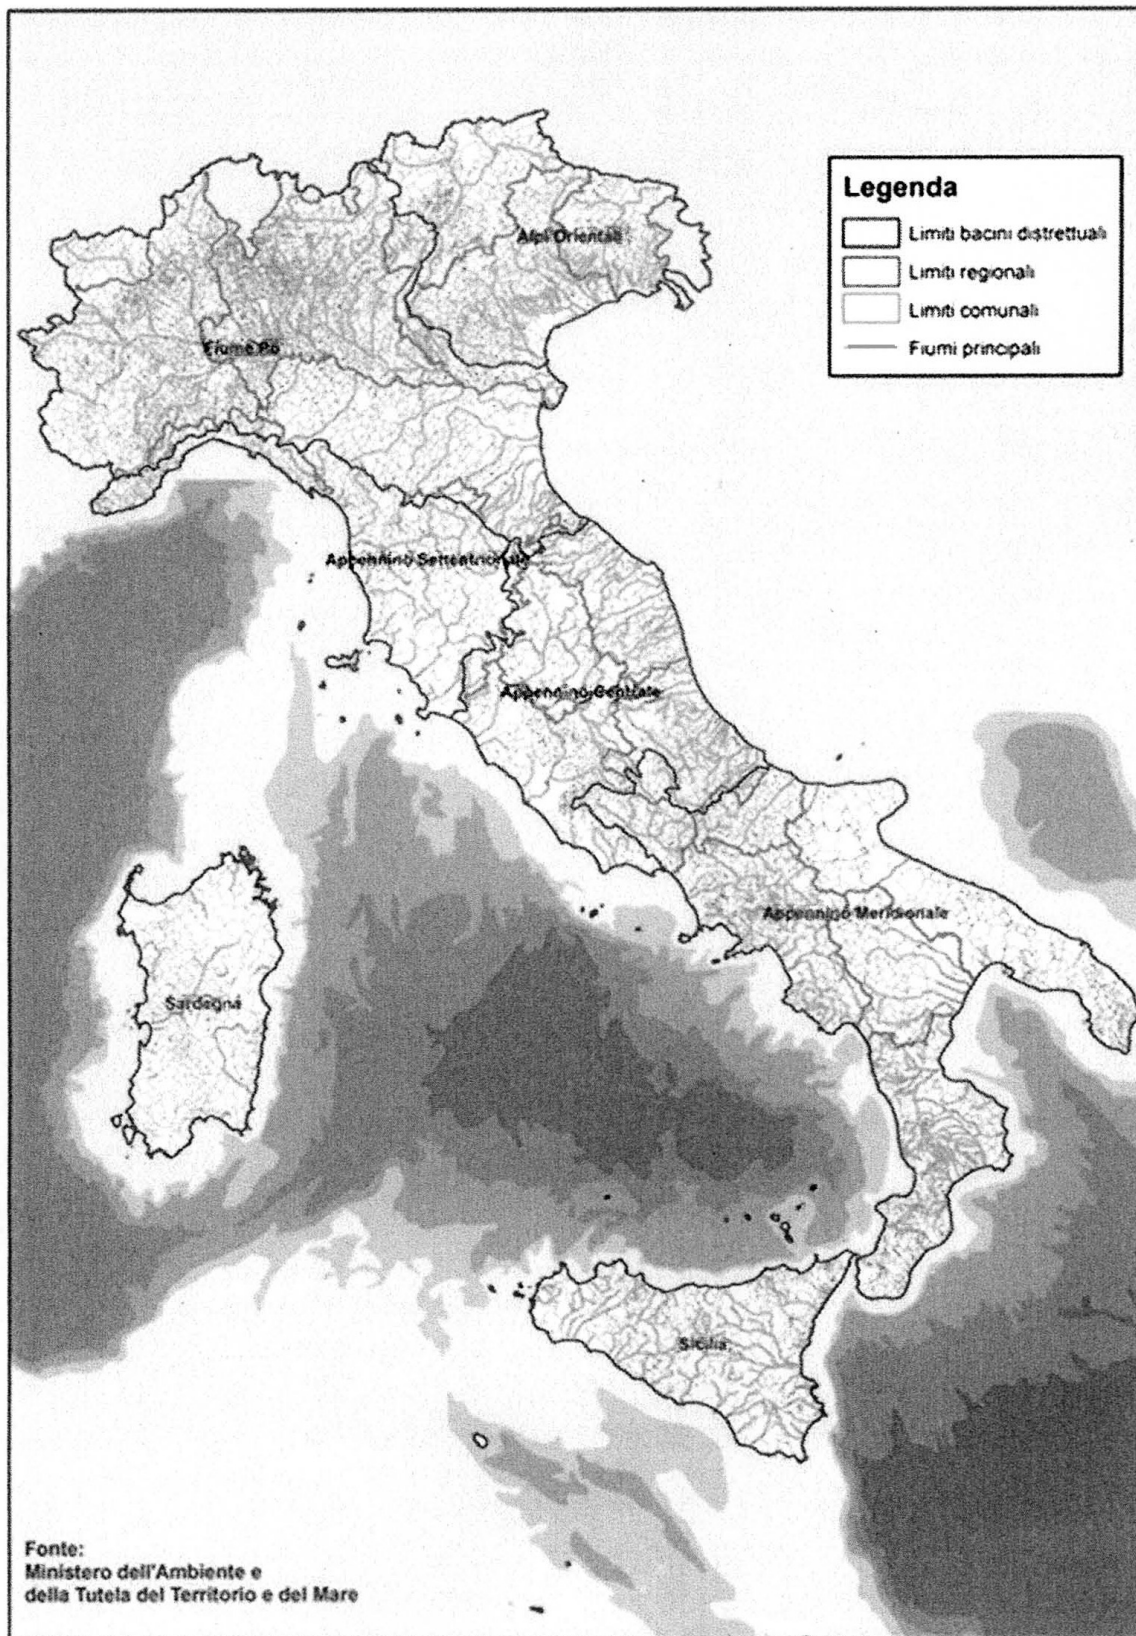 Legenda
Limiti bacini distrettuali
Limiti regionali
Limiti comunali
Fiumi principali
Alpi Orientali
Fiume Po
Appennino Settentrionale
Appennino Centrale
Appennino Meridionale
Sardegna
Sicilia
Fonte:
Ministero dell'Ambiente e
della Tutela del Territorio e del Mare